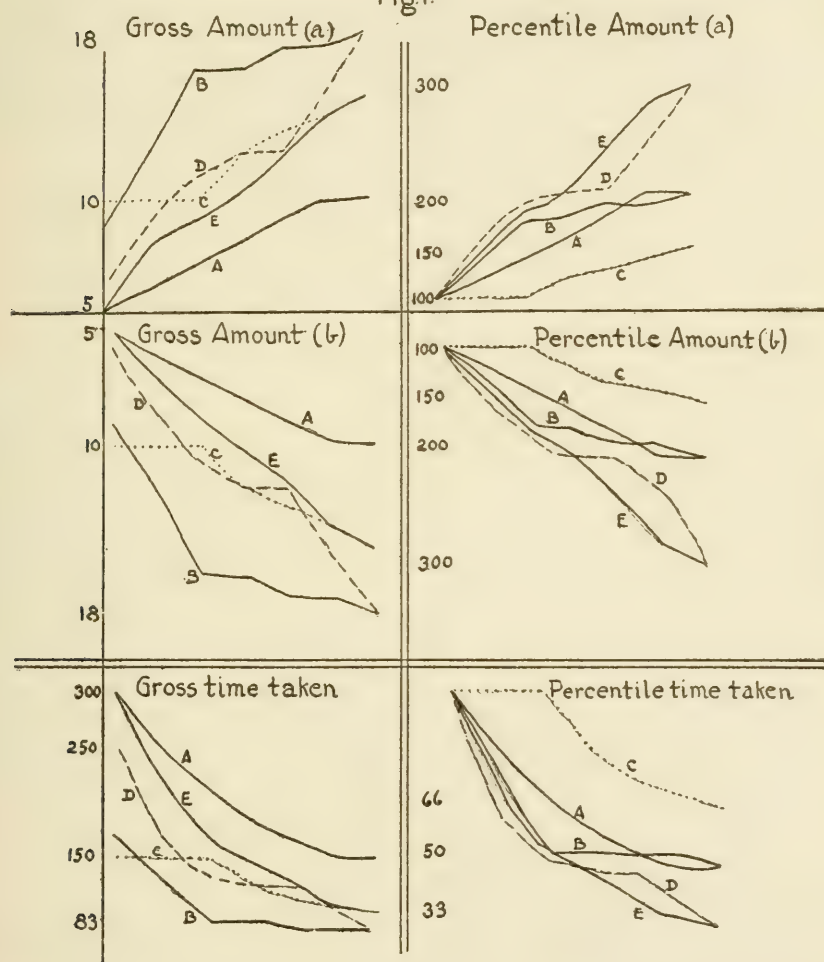 Fig.1.
Gross Amount (a)
18
10
5
B
D
C
E
A
Percentile Amount (a)
300
200
150
100
E
D
B
A
C
Gross Amount (b)
5
10
18
D
A
C
E
B
Percentile Amount (b)
100
150
200
300
C
A
B
D
E
Gross time taken
300
250
150
83
A
E
D
C
B
Percentile time taken
66
50
33
C
A
B
D
E